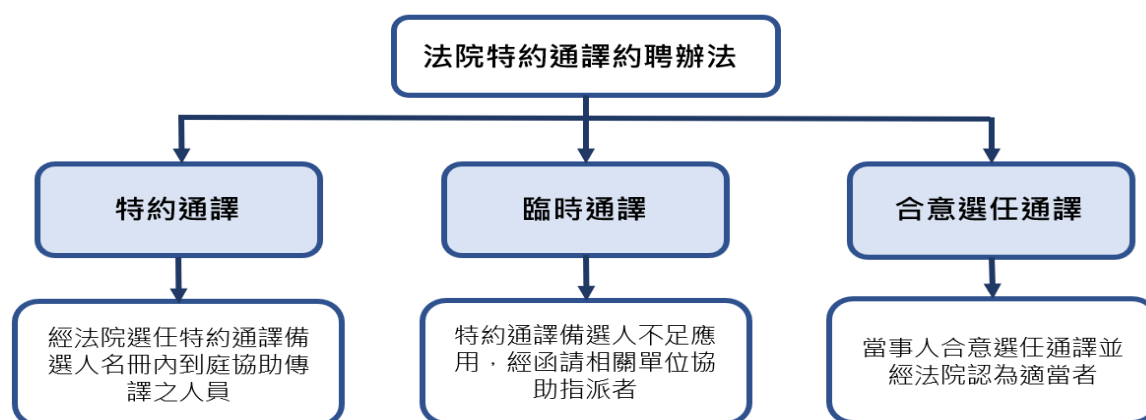 法院特約通譯約聘辦法
特約通譯
臨時通譯
合意選任通譯
經法院選任特約通譯備
選人名冊內到庭協助傳
譯之人員
特約通譯備選人不足應
用，經函請相關單位協
助指派者
當事人合意選任通譯並
經法院認為適當者